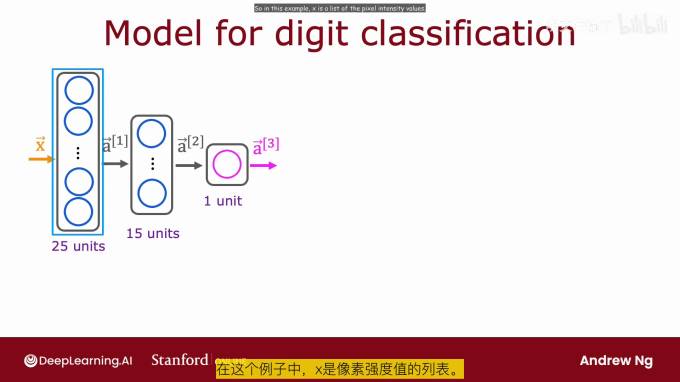 So in this example, x is a list of the pixel intensity values.
bilibili
Model for digit classification
x⃗
a⃗[1]
a⃗[2]
a⃗[3]
25 units
15 units
1 unit
DeepLearning.AI
Stanford
Andrew Ng
在这个例子中，x是像素强度值的列表。